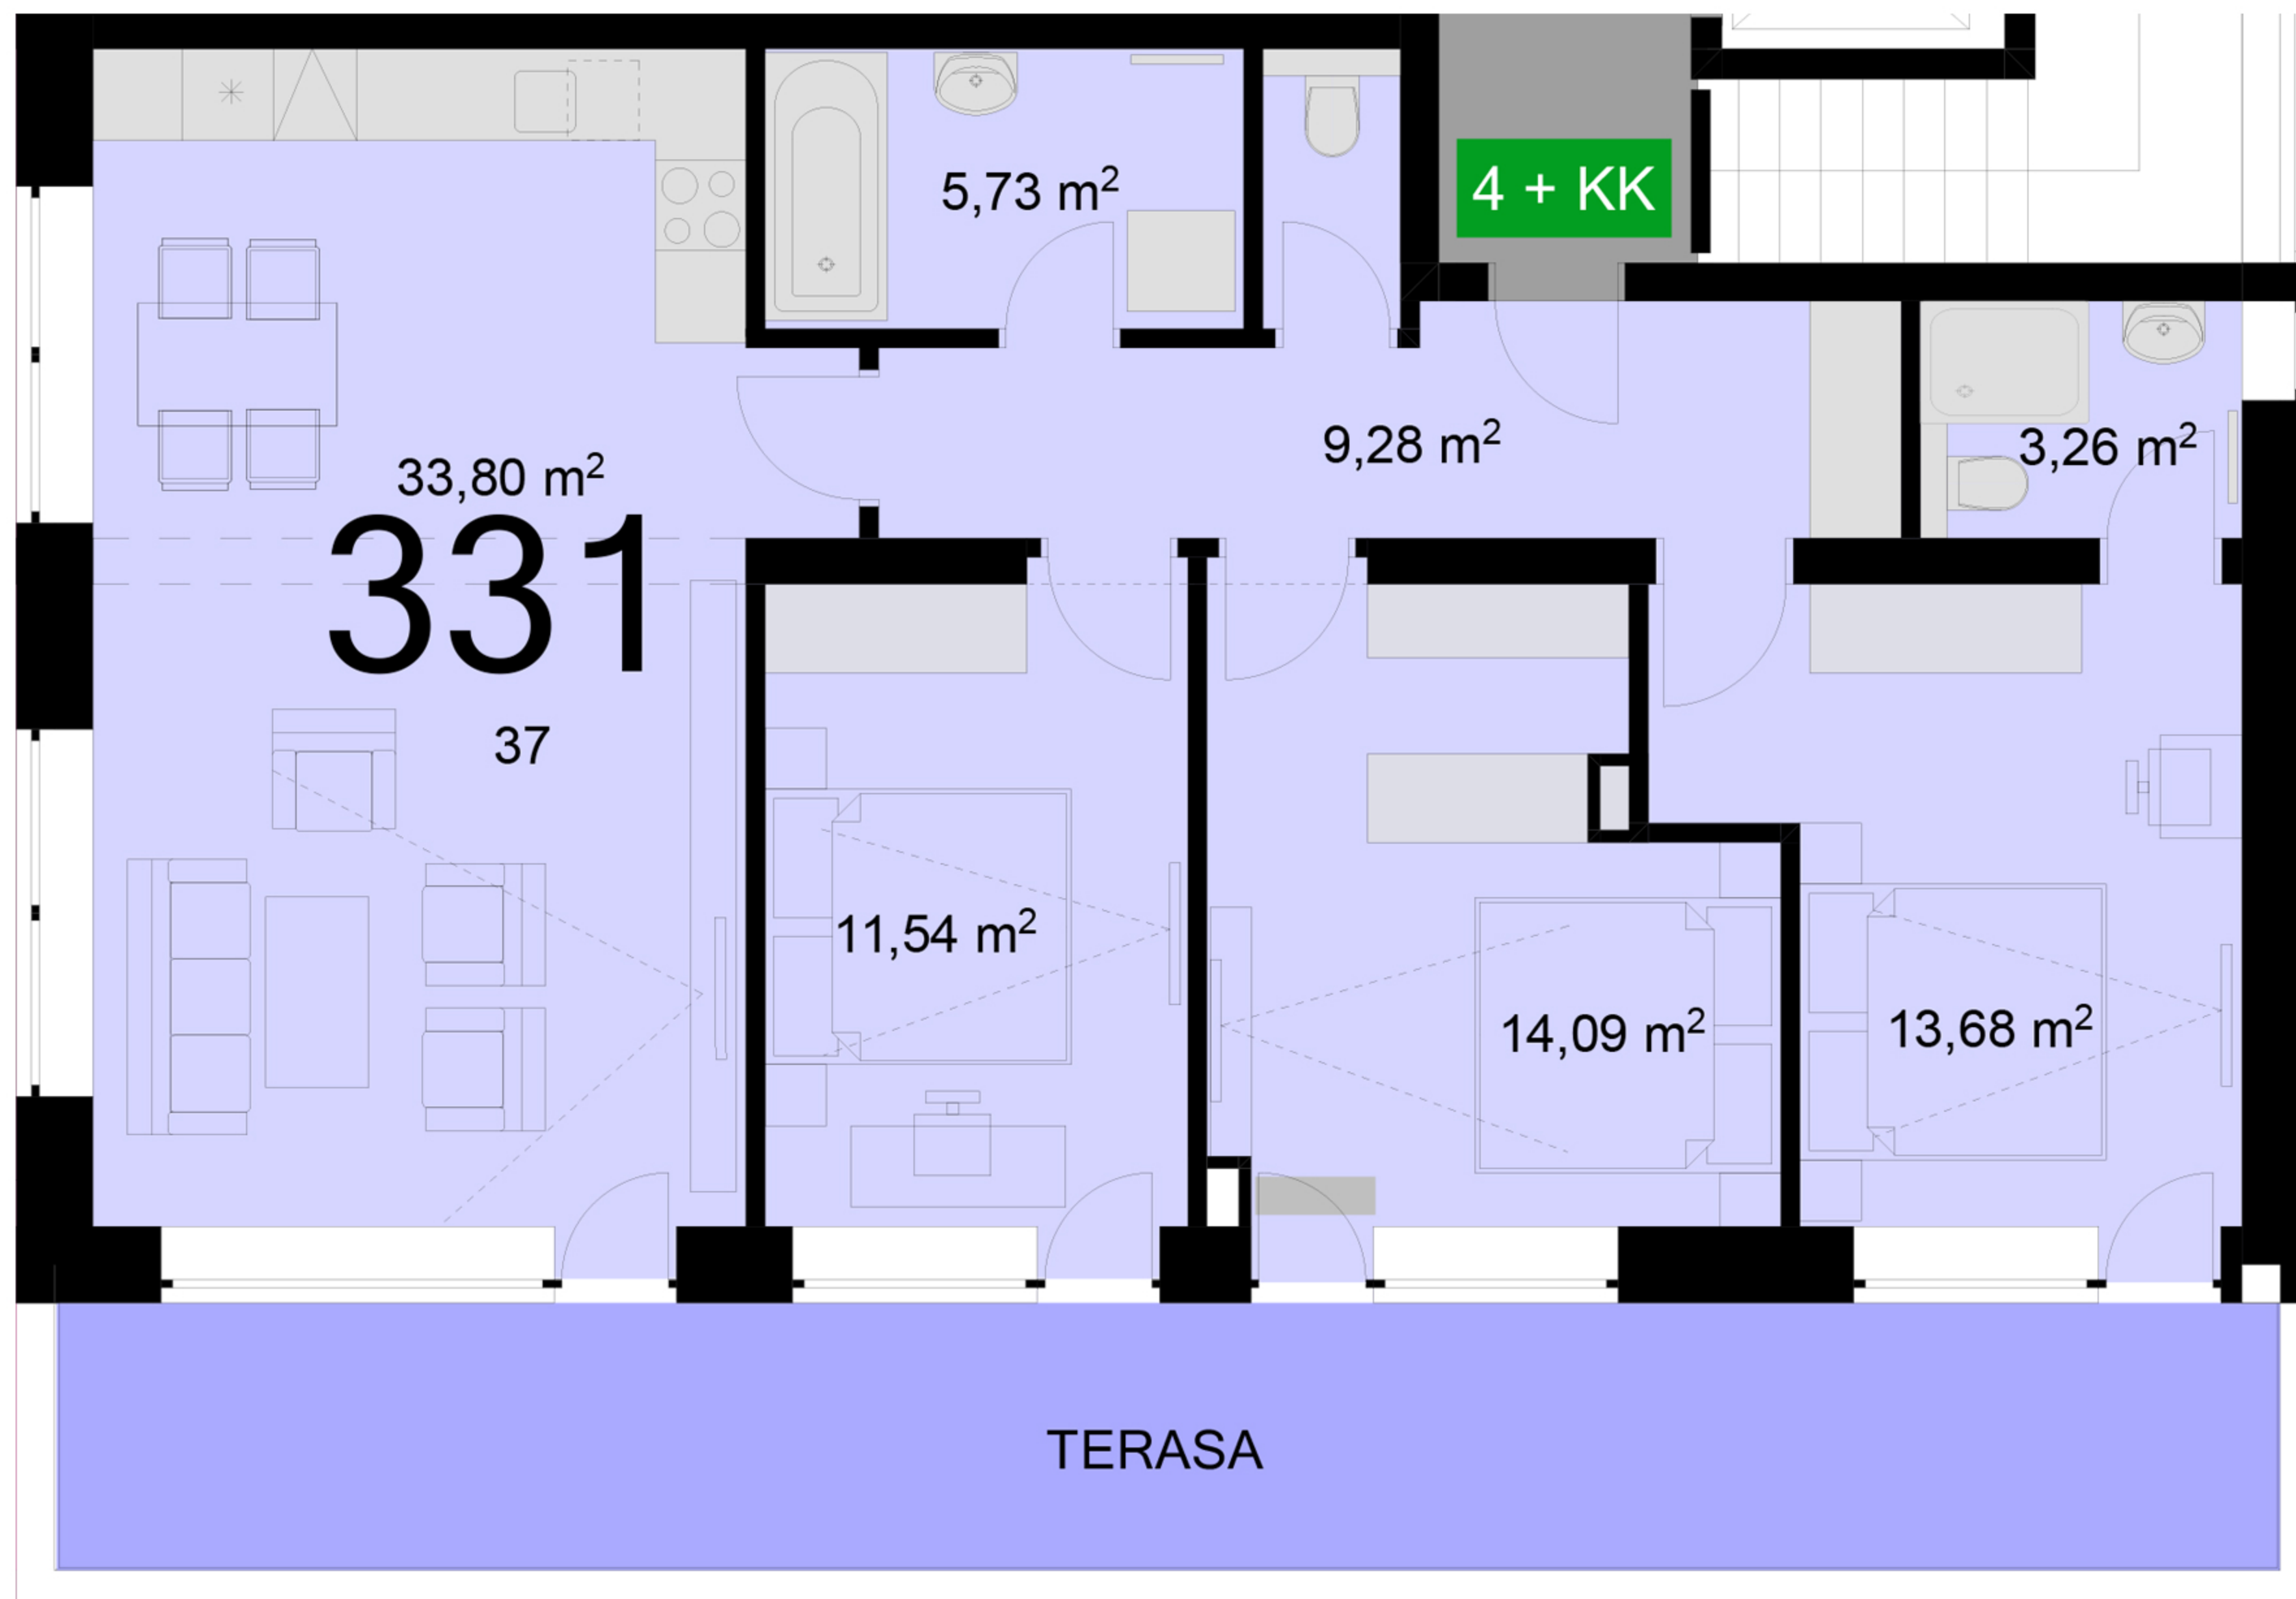 4 + KK
5,73 m²
9,28 m²
3,26 m²
33,80 m²
331
37
11,54 m²
14,09 m²
13,68 m²
TERASA